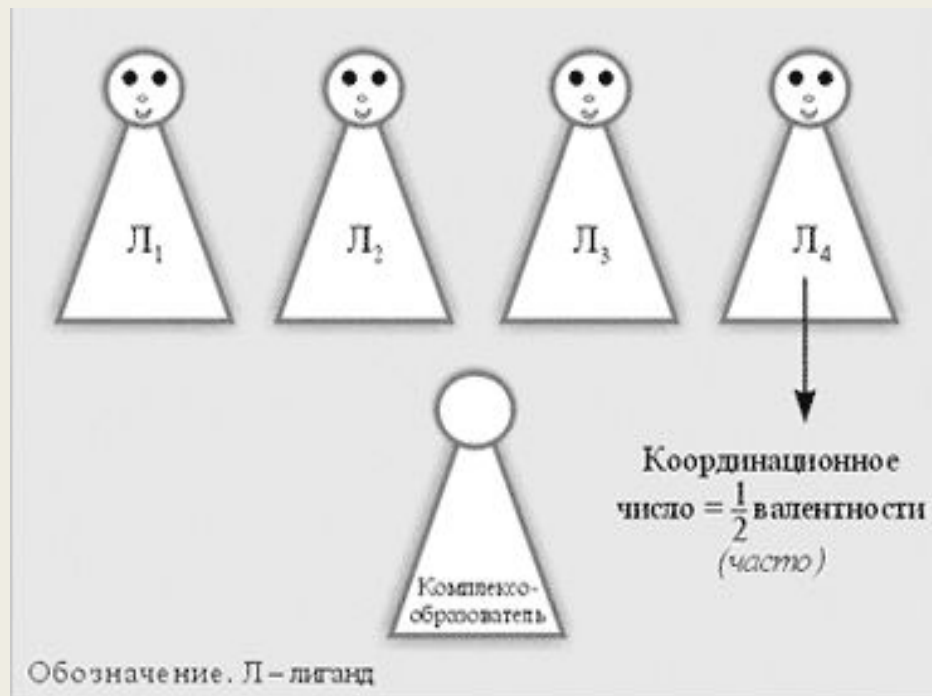 Л₁ Л₂ Л₃ Л₄
Координационное
число = 1/2 валентности
(часто)
Комплексо-
образователь
Обозначение. Л – лиганд